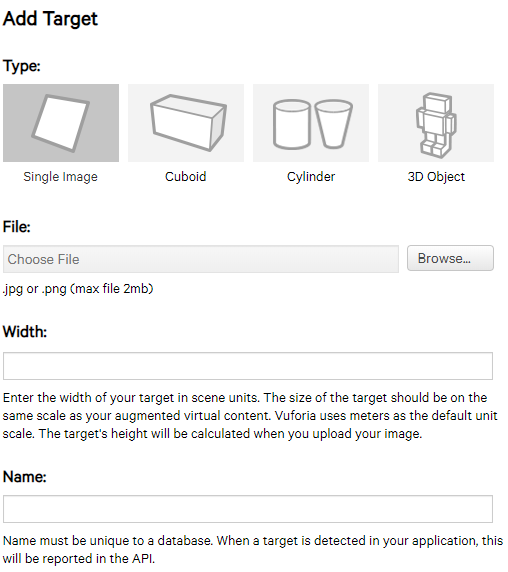 Add Target
Type:
Single Image
Cuboid
Cylinder
3D Object
File:
Choose File
Browse...
.jpg or .png (max file 2mb)
Width:
Enter the width of your target in scene units. The size of the target should be on the
same scale as your augmented virtual content. Vuforia uses meters as the default unit
scale. The target's height will be calculated when you upload your image.
Name:
Name must be unique to a database. When a target is detected in your application, this
will be reported in the API.